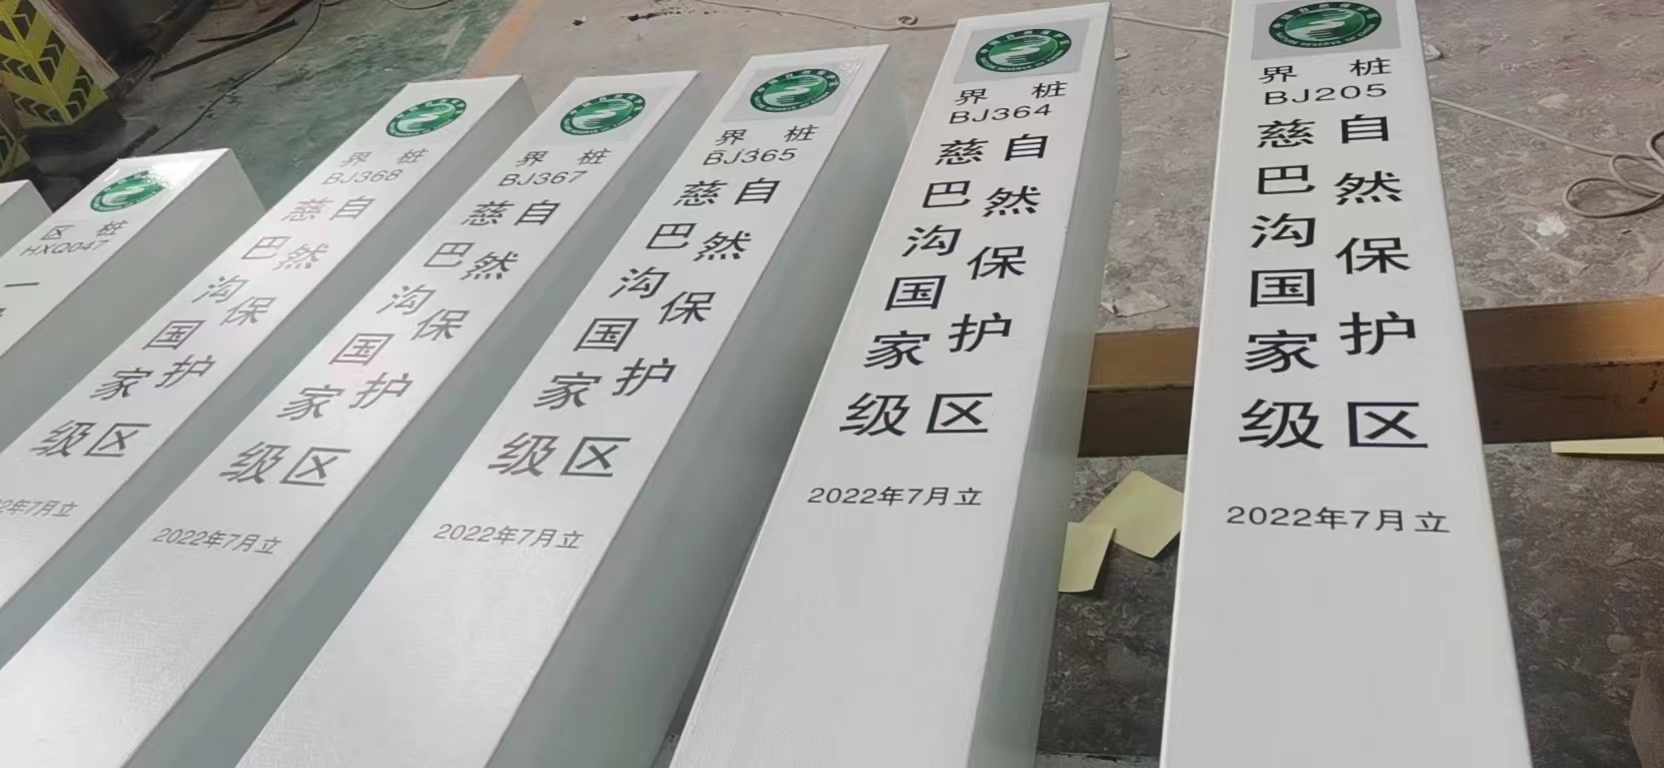 区 桩
HXQ047
一
2年7月立
界 桩
BJ368
慈巴沟国家级
自然保护区
2022年7月立
界 桩
BJ367
慈巴沟国家级
自然保护区
2022年7月立
界 桩
BJ365
慈巴沟国家级
自然保护区
界 桩
BJ364
慈巴沟国家级
自然保护区
2022年7月立
界 桩
BJ205
慈巴沟国家级
自然保护区
2022年7月立